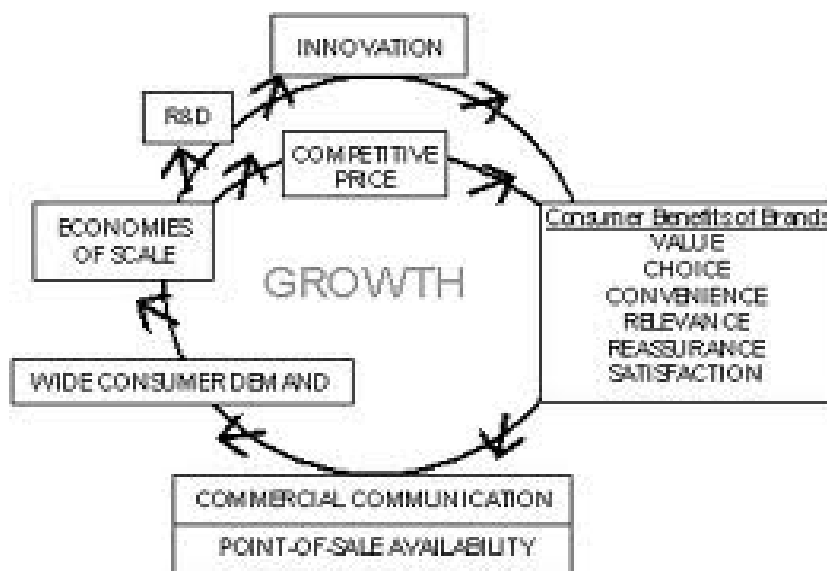 INNOVATION
R&D
COMPETITIVE
PRICE
ECONOMIES
OF SCALE
Consumer Benefits of Brands
VALUE
CHOICE
CONVENIENCE
RELEVANCE
REASSURANCE
SATISFACTION
GROWTH
WIDE CONSUMER DEMAND
COMMERCIAL COMMUNICATION
POINT-OF-SALE AVAILABILITY